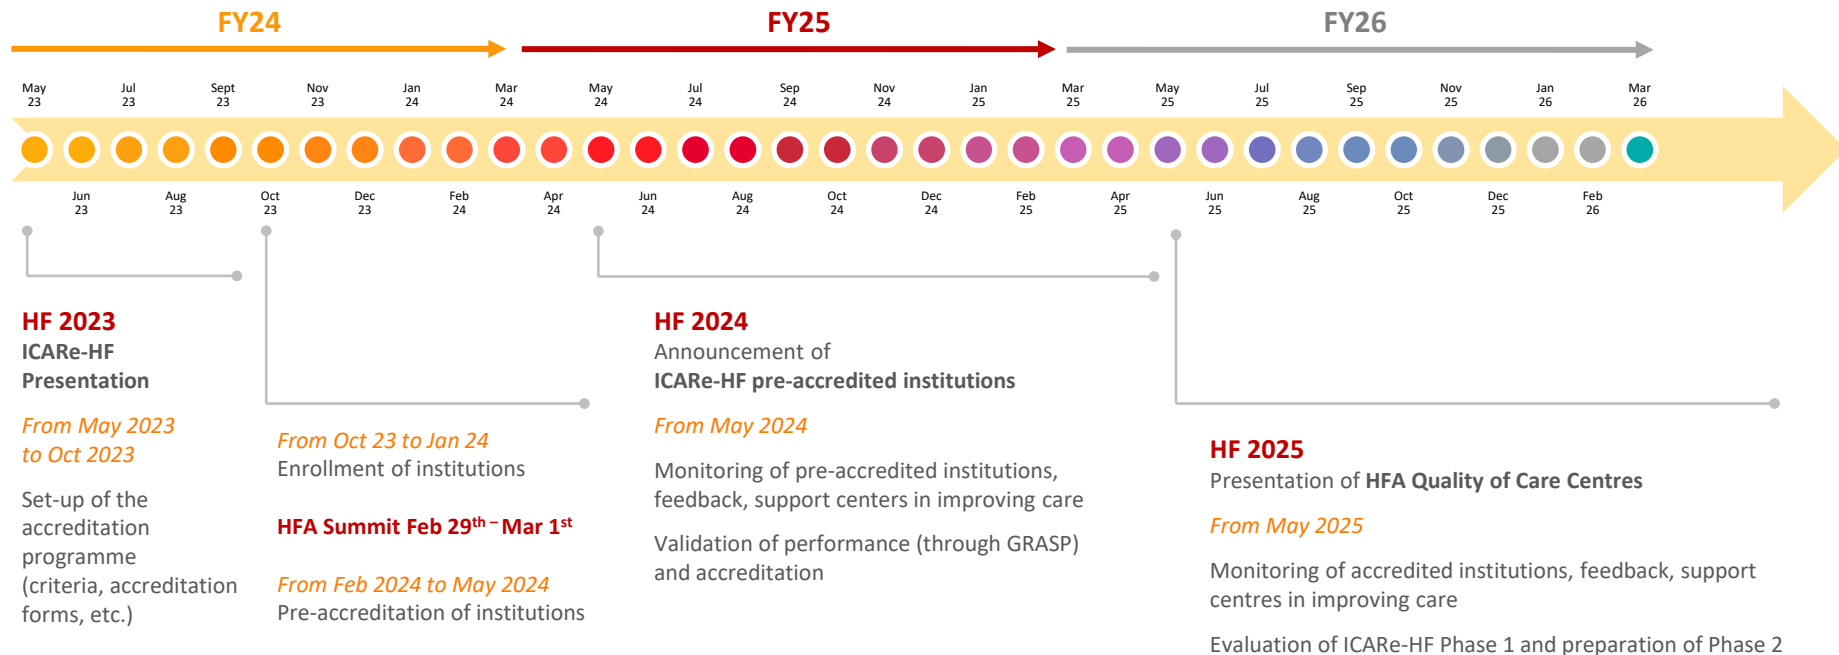 FY24
FY25
FY26
May
23
Jul
23
Sept
23
Nov
23
Jan
24
Mar
24
May
24
Jul
24
Sep
24
Nov
24
Jan
25
Mar
25
May
25
Jul
25
Sep
25
Nov
25
Jan
26
Mar
26
Jun
23
Aug
23
Oct
23
Dec
23
Feb
24
Apr
24
Jun
24
Aug
24
Oct
24
Dec
24
Feb
25
Apr
25
Jun
25
Aug
25
Oct
25
Dec
25
Feb
26
HF 2023
ICARe-HF
Presentation
From May 2023
to Oct 2023
Set-up of the
accreditation
programme
(criteria, accreditation
forms, etc.)
From Oct 23 to Jan 24
Enrollment of institutions
HFA Summit Feb 29th – Mar 1st
From Feb 2024 to May 2024
Pre-accreditation of institutions
HF 2024
Announcement of
ICARe-HF pre-accredited institutions
From May 2024
Monitoring of pre-accredited institutions,
feedback, support centers in improving care
Validation of performance (through GRASP)
and accreditation
HF 2025
Presentation of HFA Quality of Care Centres
From May 2025
Monitoring of accredited institutions, feedback, support
centres in improving care
Evaluation of ICARe-HF Phase 1 and preparation of Phase 2